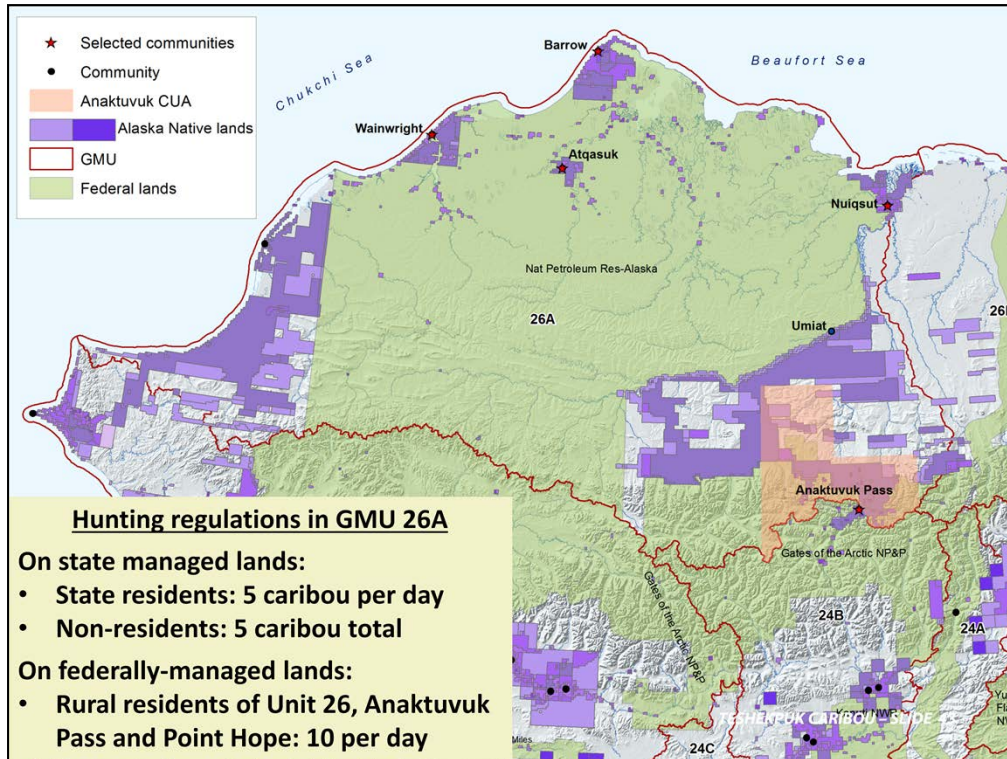 Selected communities
Community
Anaktuvuk CUA
Alaska Native lands
GMU
Federal lands
Chukchi Sea
Beaufort Sea
Barrow
Wainwright
Atqasuk
Nuiqsut
Nat Petroleum Res-Alaska
26A
Umiat
Anaktuvuk Pass
Gates of the Arctic NP&P
Gates of the Arctic NP&P
24B
24A
24C
Miles
TESHEKPUK CARIBOU – SLIDE 45
Hunting regulations in GMU 26A
On state managed lands:
• State residents: 5 caribou per day
• Non-residents: 5 caribou total
On federally-managed lands:
• Rural residents of Unit 26, Anaktuvuk
Pass and Point Hope: 10 per day